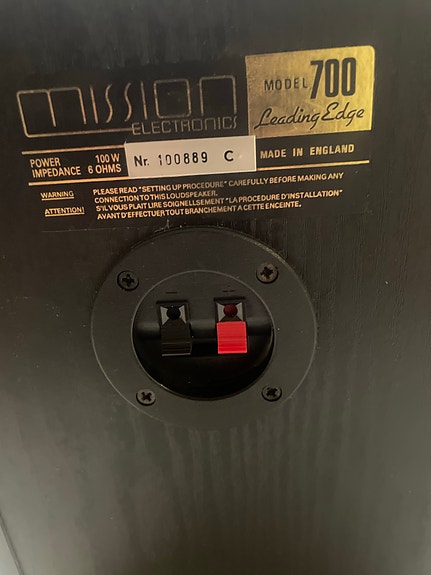 mission
ELECTRONICS
MODEL 700
Leading Edge
POWER 100 W
IMPEDANCE 6 OHMS
Nr. 100889 C
MADE IN ENGLAND
WARNING PLEASE READ "SETTING UP PROCEDURE" CAREFULLY BEFORE MAKING ANY
CONNECTION TO THIS LOUDSPEAKER.
ATTENTION! S'IL VOUS PLAIT LIRE SOIGNELLSEMENT "LA PROCEDURE D'INSTALLATION"
AVANT D'EFFECTUER TOUT BRANCHEMENT A CETTE ENCEINTE.